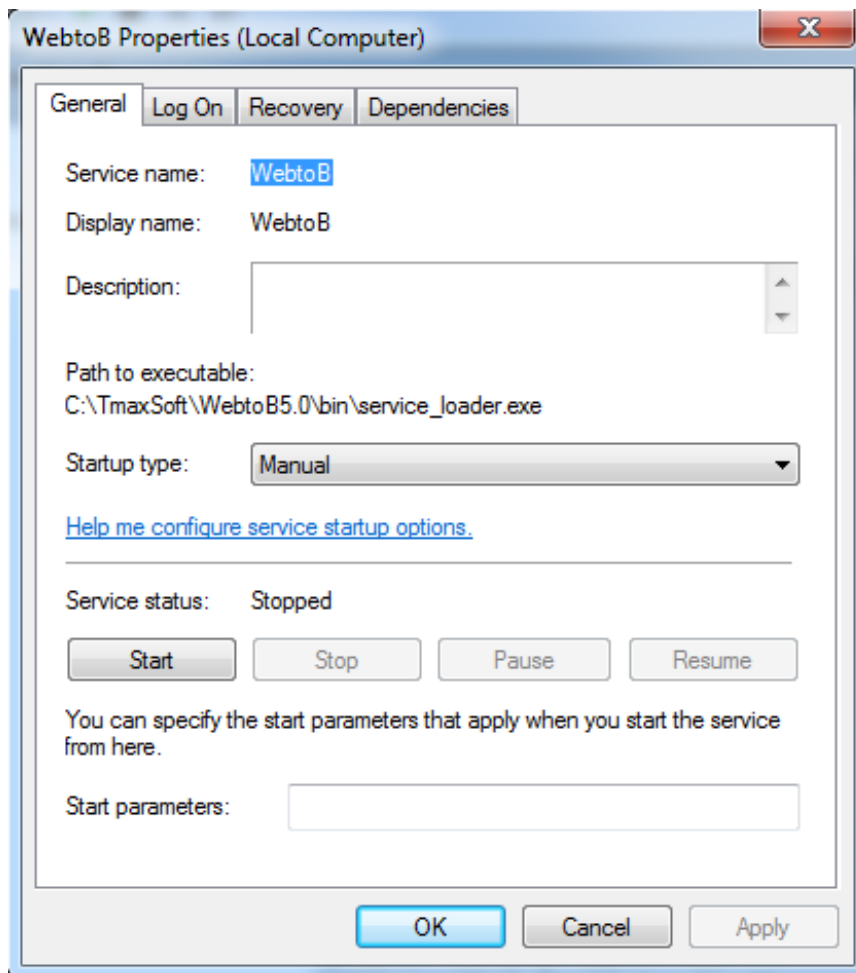 WebtoB Properties (Local Computer)
General Log On Recovery Dependencies
Service name: WebtoB
Display name: WebtoB
Description:
Path to executable:
C:\TmaxSoft\WebtoB5.0\bin\service_loader.exe
Startup type: Manual
Help me configure service startup options.
Service status: Stopped
Start Stop Pause Resume
You can specify the start parameters that apply when you start the service
from here.
Start parameters:
OK Cancel Apply